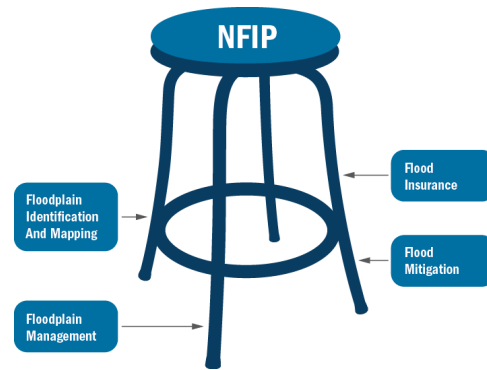 NFIP
Flood
Insurance
Floodplain
Identification
And Mapping
Flood
Mitigation
Floodplain
Management